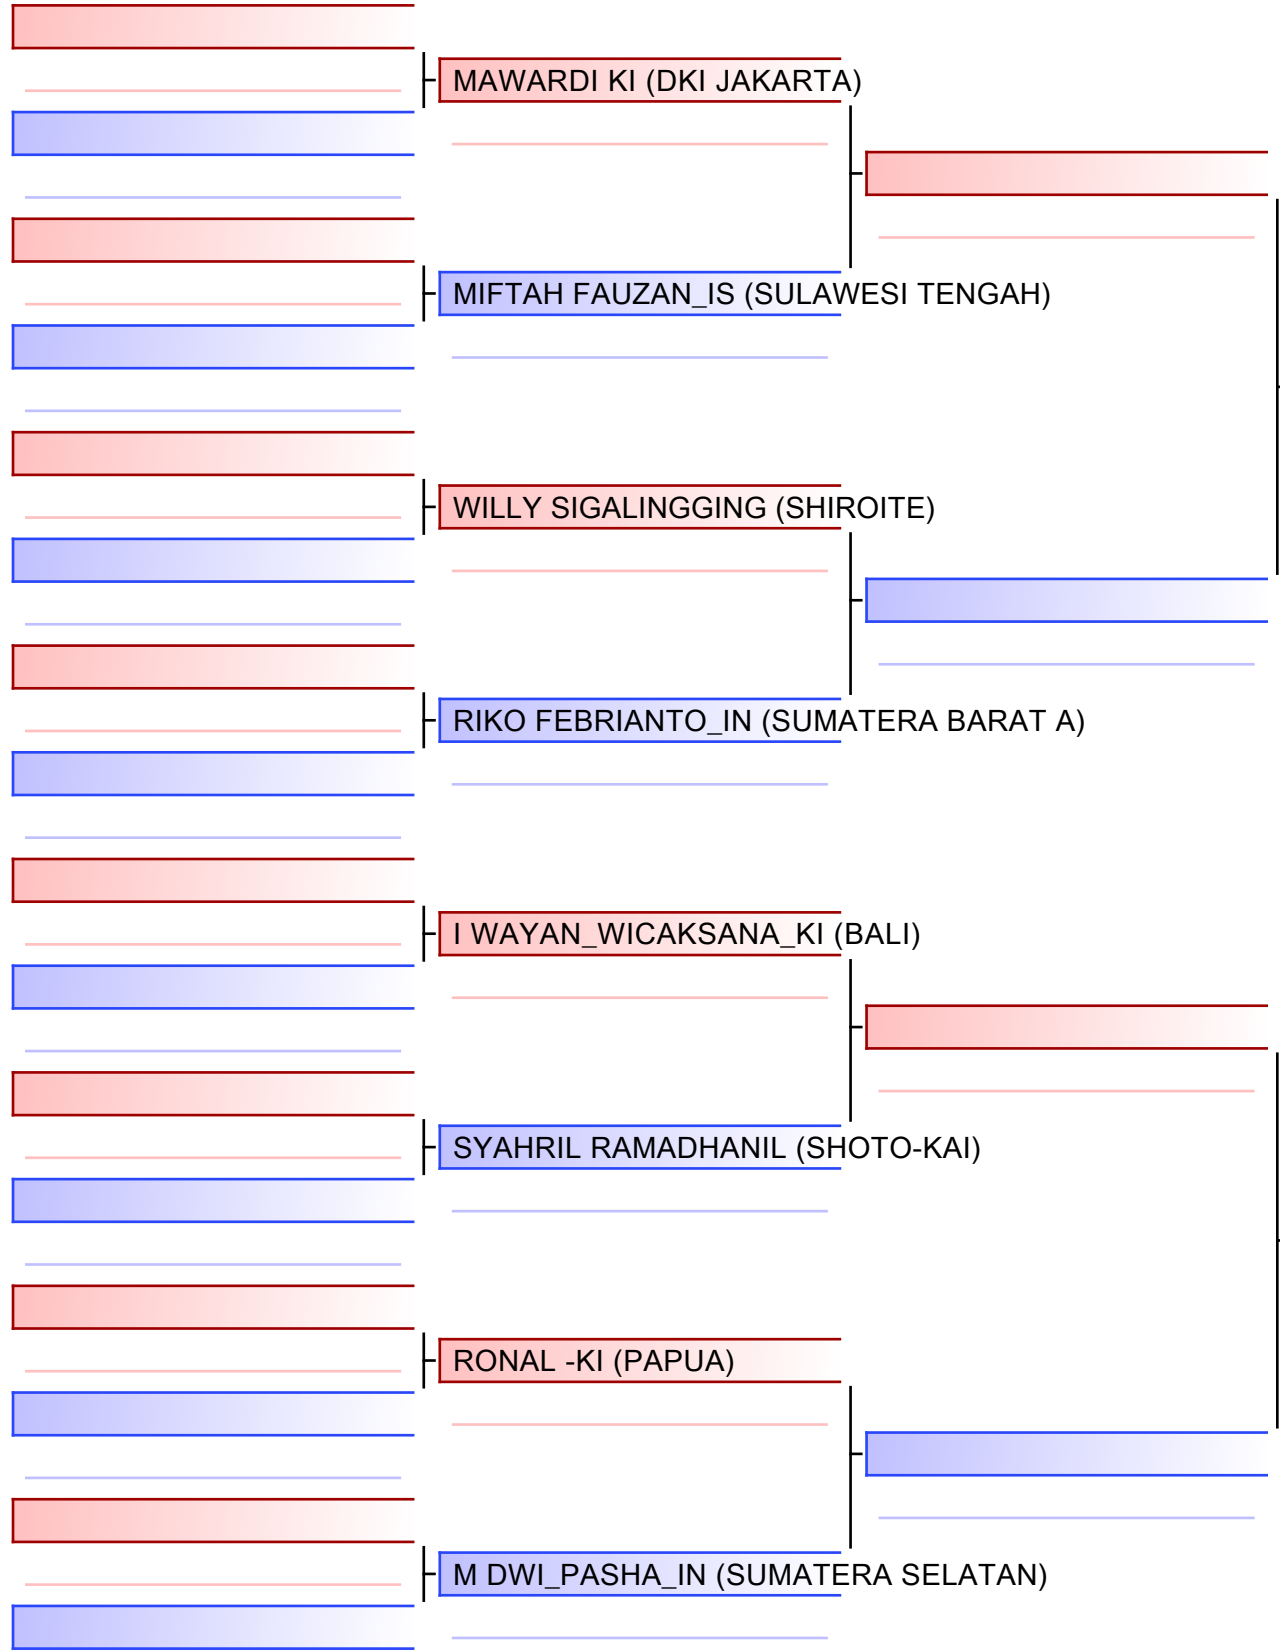 MAWARDI KI (DKI JAKARTA)
MIFTAH FAUZAN_IS (SULAWESI TENGAH)
WILLY SIGALINGGING (SHIROITE)
RIKO FEBRIANTO_IN (SUMATERA BARAT A)
I WAYAN_WICAKSANA_KI (BALI)
SYAHRIL RAMADHANIL (SHOTO-KAI)
RONAL -KI (PAPUA)
M DWI_PASHA_IN (SUMATERA SELATAN)